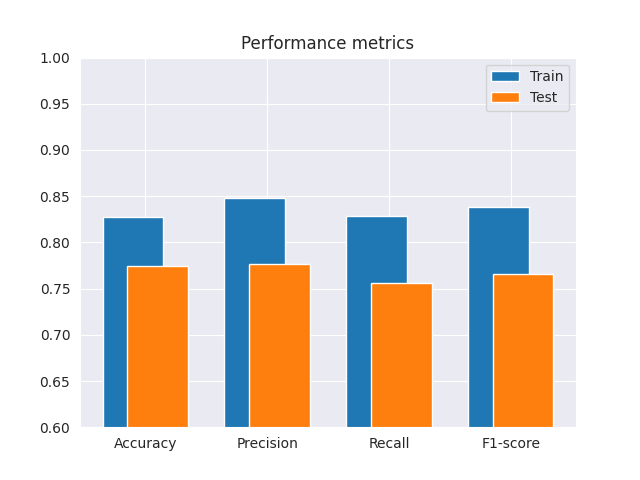 Performance metrics
1.00
0.95
0.90
0.85
0.80
0.75
0.70
0.65
0.60
Train
Test
Accuracy
Precision
Recall
F1-score